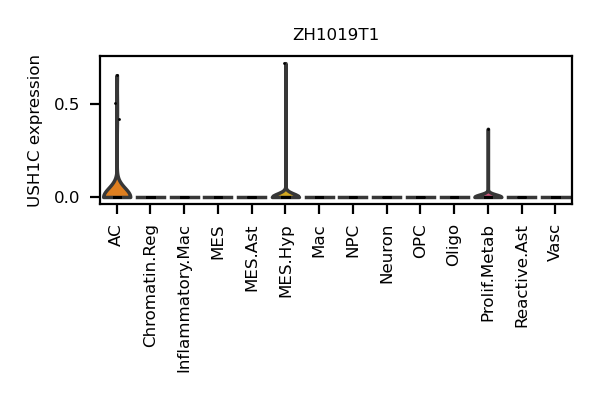 ZH1019T1
USH1C expression
0.5
0.0
AC
Chromatin.Reg
Inflammatory.Mac
MES
MES.Ast
MES.Hyp
Mac
NPC
Neuron
OPC
Oligo
Prolif.Metab
Reactive.Ast
Vasc